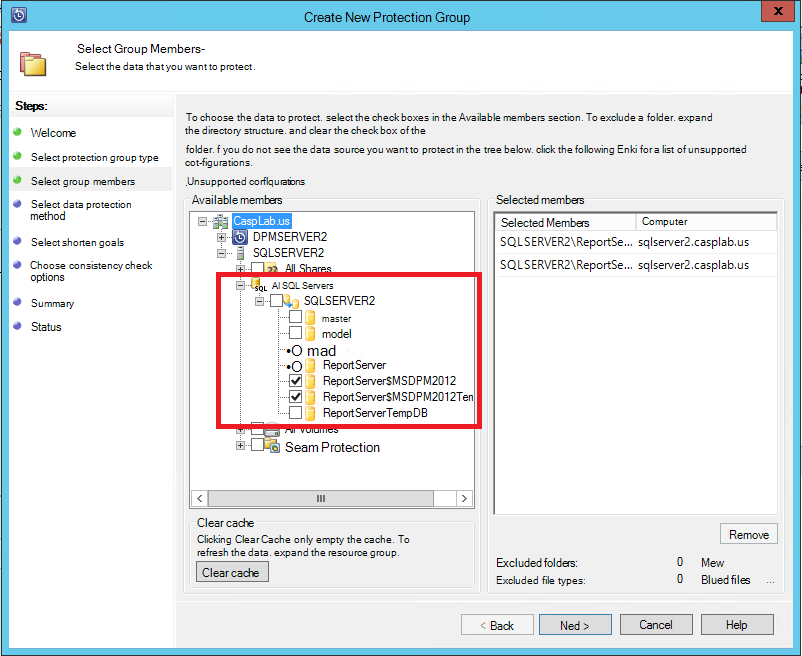 Create New Protection Group
x
Select Group Members-
Select the data that you want to protect.
Steps:
Welcome
Select protection group type
Select group members
Select data protection
method
Select shorten goals
Choose consistency check
options
Summary
Status
To choose the data to protect. select the check boxes in the Available members section. To exclude a folder. expand
the directory structure. and clear the check box of the
folder. f you do not see the data source you want to protect in the tree below. click the following Enki for a list of unsupported
cot-figurations.
,Unsupported corflqurations
Available members
CaspLab.us
DPMSERVER2
SQLSERVER2
All Shares
AI SQL Servers
SQLSERVER2
master
model
•O mad
•O ReportServer
ReportServer$MSDPM2012
ReportServer$MSDPM2012Tem
ReportServerTempDB
All Volumes
Seam Protection
Clear cache
Clicking Clear Cache only empty the cache. To
refresh the data. expand the resource group.
Clear cache
Selected members
Selected Members Computer
SQLSERVER2\ReportSe... sqlserver2.casplab.us
SQLSERVER2\ReportSe... sqlserver2.casplab.us
Remove
Excluded folders: 0 Mew
Excluded file types: 0 Blued files ...
< Back Ned > Cancel Help